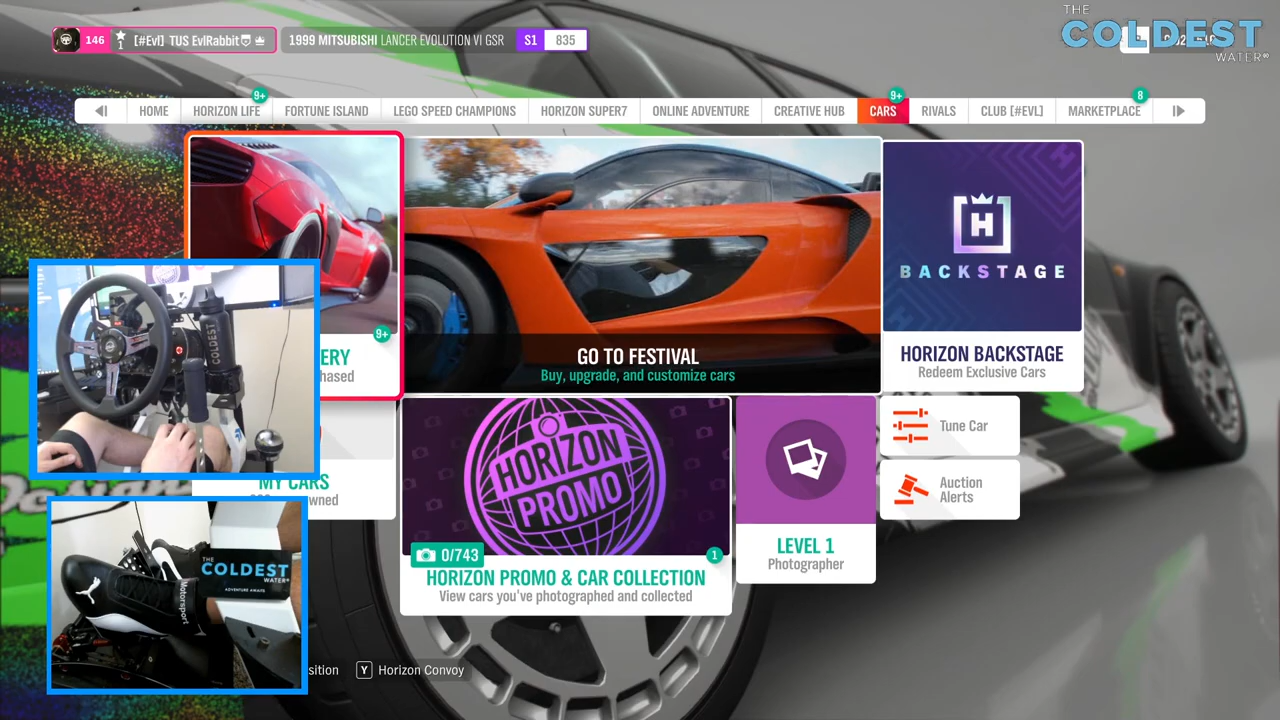 THE
COLDEST
WATER®
146
1
[#Evl] TUS EvlRabbit
1999 MITSUBISHI LANCER EVOLUTION VI GSR
S1
835
9+
9+
8
HOME
HORIZON LIFE
FORTUNE ISLAND
LEGO SPEED CHAMPIONS
HORIZON SUPER7
ONLINE ADVENTURE
CREATIVE HUB
CARS
RIVALS
CLUB [#EVL]
MARKETPLACE
H
BACKSTAGE
COLDEST
9+
ERY
hased
GO TO FESTIVAL
Buy, upgrade, and customize cars
HORIZON BACKSTAGE
Redeem Exclusive Cars
MY CARS
wned
HORIZON
PROMO
0/743
1
HORIZON PROMO & CAR COLLECTION
View cars you've photographed and collected
LEVEL 1
Photographer
Tune Car
Auction
Alerts
THE
COLDEST
WATER®
ADVENTURE AWAITS
Motorsport
sition
Y
Horizon Convoy